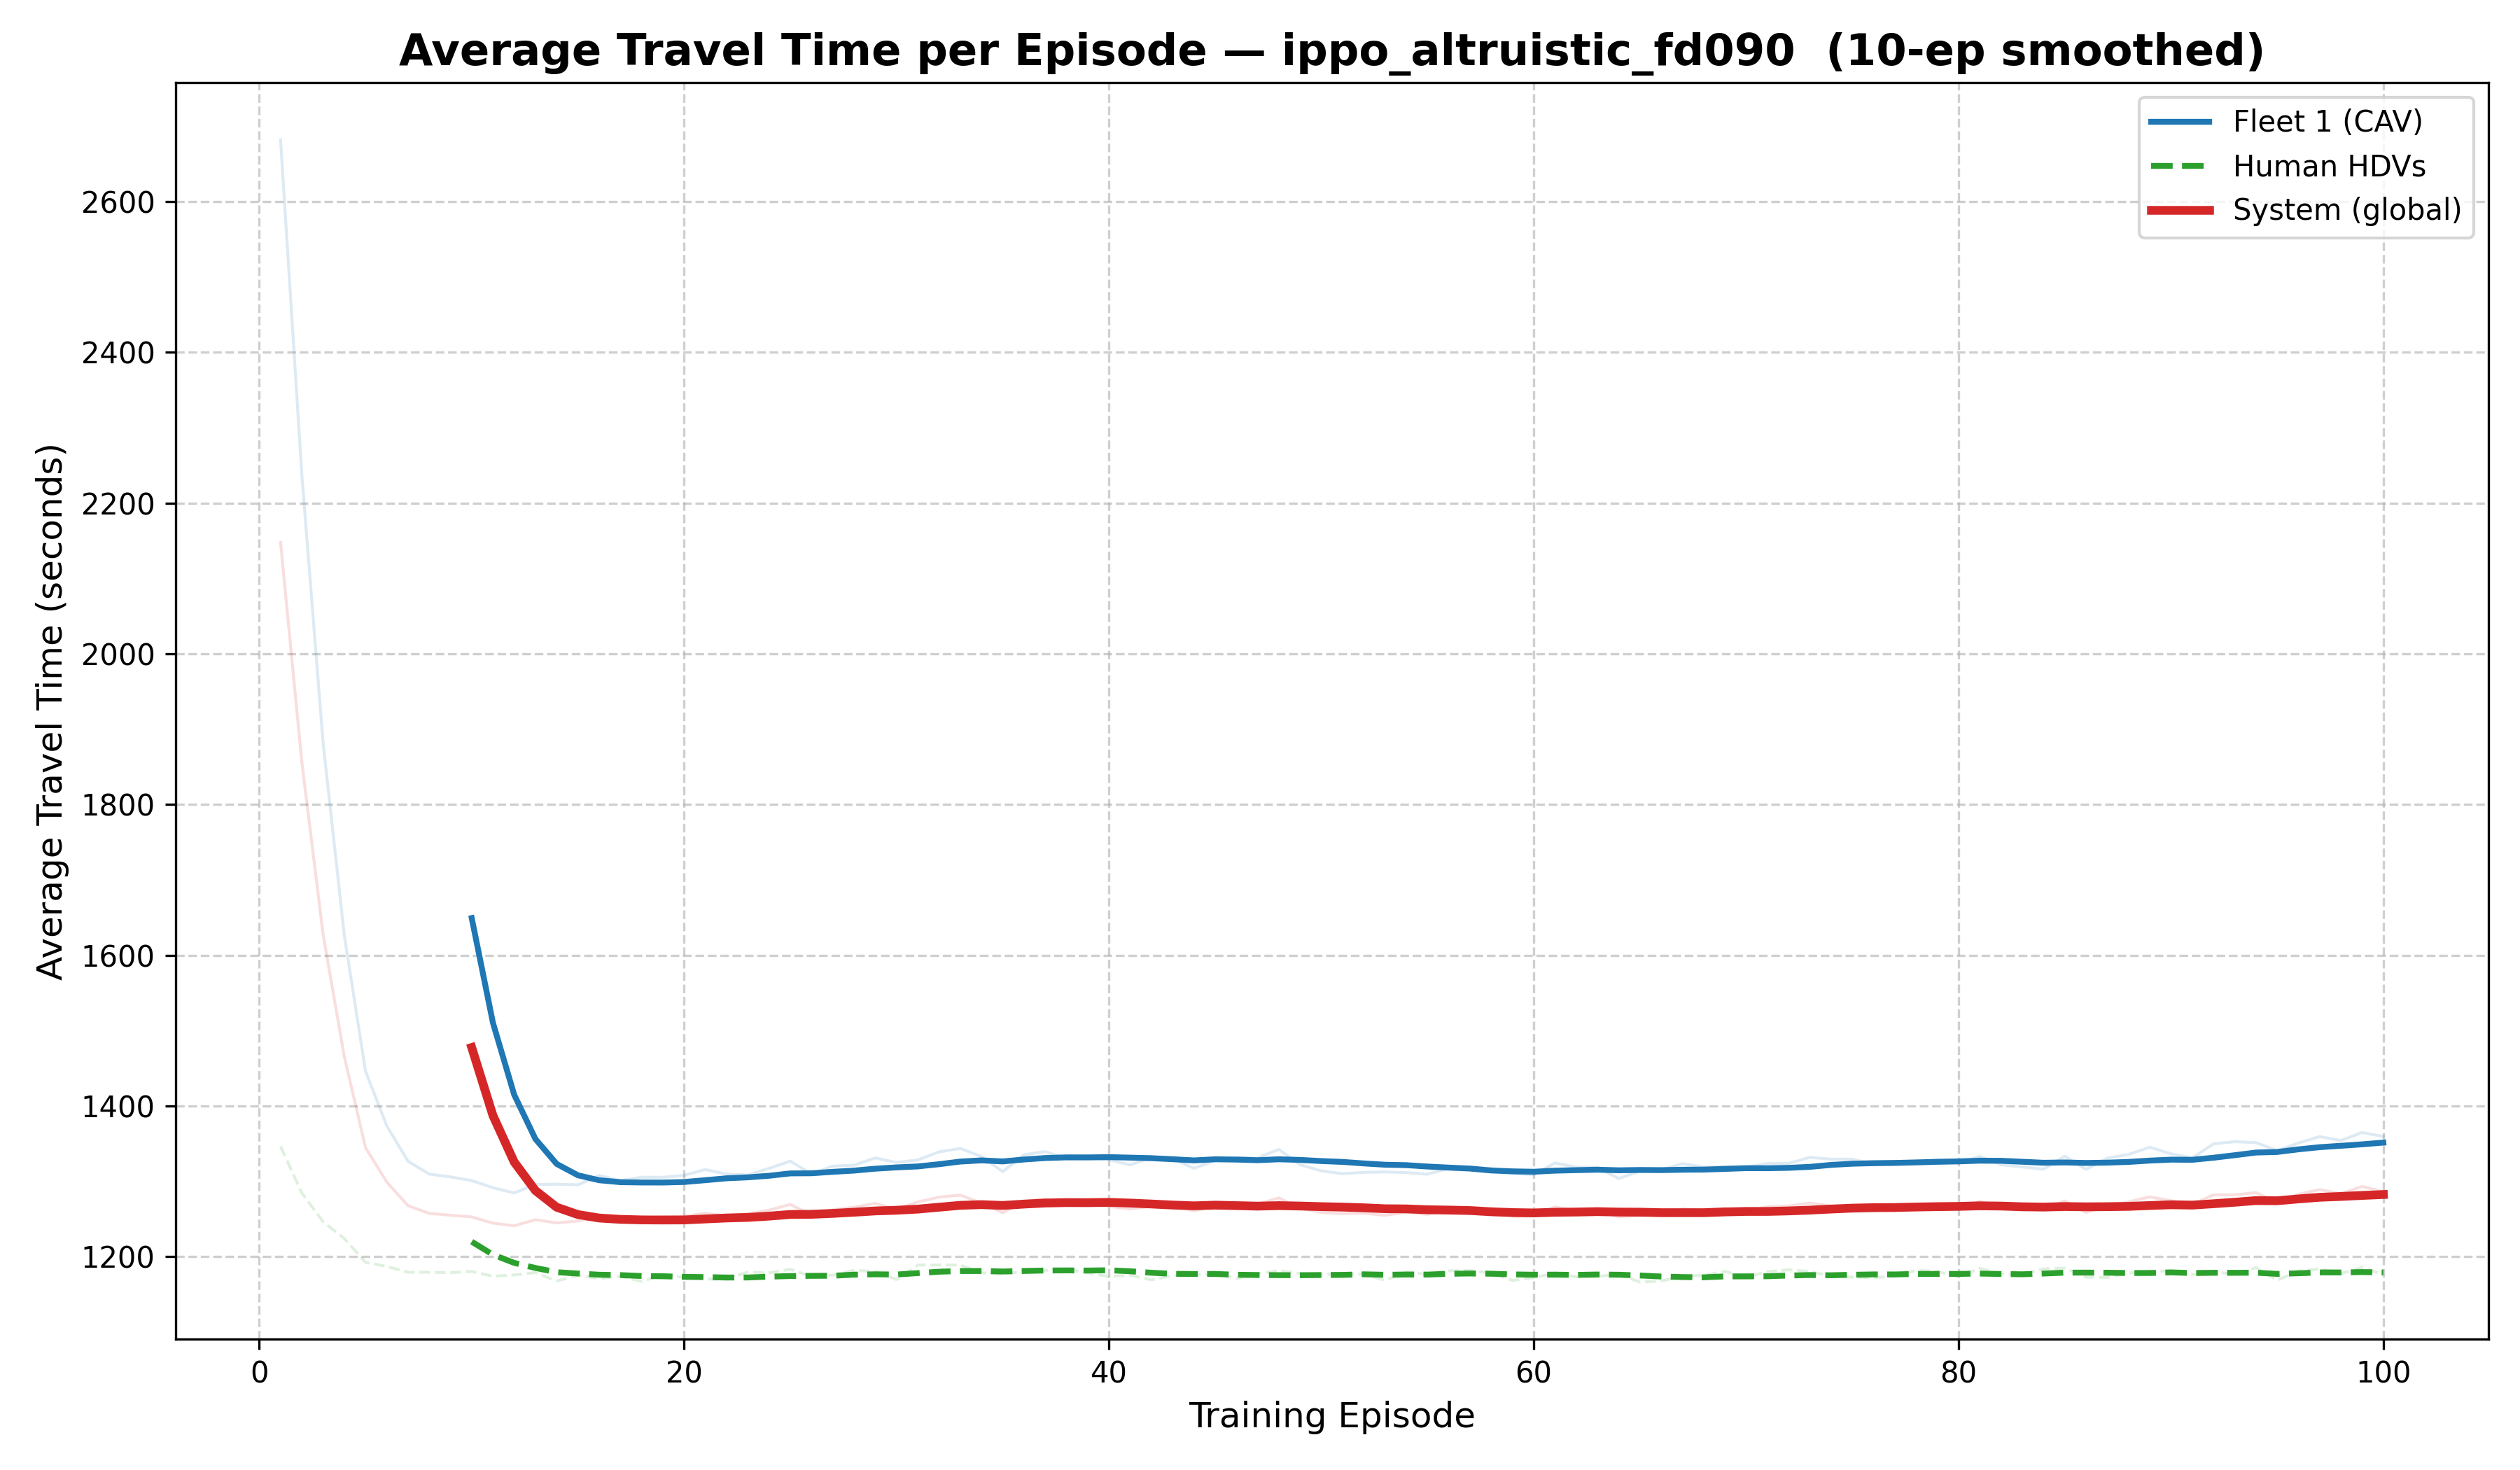 Average Travel Time per Episode — ippo_altruistic_fd090  (10-ep smoothed)
Fleet 1 (CAV)
Human HDVs
System (global)
Average Travel Time (seconds)
2600
2400
2200
2000
1800
1600
1400
1200
0
20
40
60
80
100
Training Episode